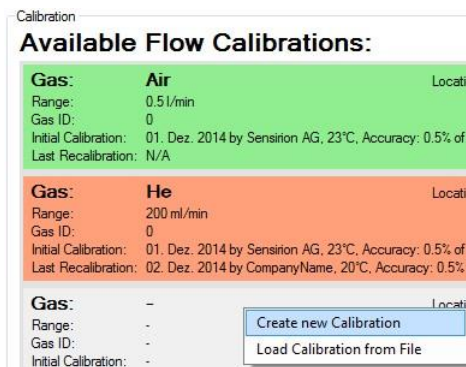 Calibration
Available Flow Calibrations:
Gas: Air Locati
Range: 0.5 l/min
Gas ID: 0
Initial Calibration: 01. Dez. 2014 by Sensirion AG, 23°C, Accuracy: 0.5% of
Last Recalibration: N/A
Gas: He Locati
Range: 200 ml/min
Gas ID: 0
Initial Calibration: 01. Dez. 2014 by Sensirion AG, 23°C, Accuracy: 0.5% of
Last Recalibration: 02. Dez. 2014 by CompanyName, 20°C, Accuracy: 0.5%
Gas: - Locati
Range: -
Create new Calibration
Gas ID: -
Load Calibration from File
Initial Calibration: -